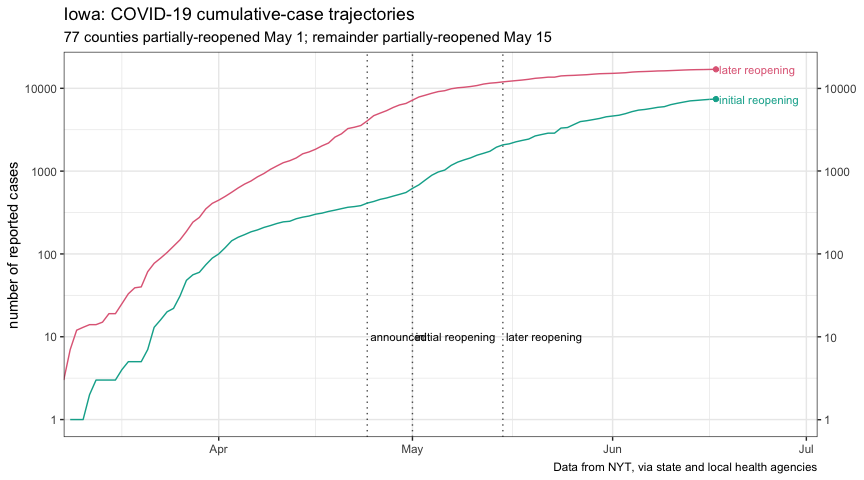 Iowa: COVID-19 cumulative-case trajectories
77 counties partially-reopened May 1; remainder partially-reopened May 15
later reopening
10000
10000
initial reopening
1000
1000
number of reported cases
100
100
10
announced
initial reopening
later reopening
10
1
1
Apr
May
Jun
Jul
Data from NYT, via state and local health agencies